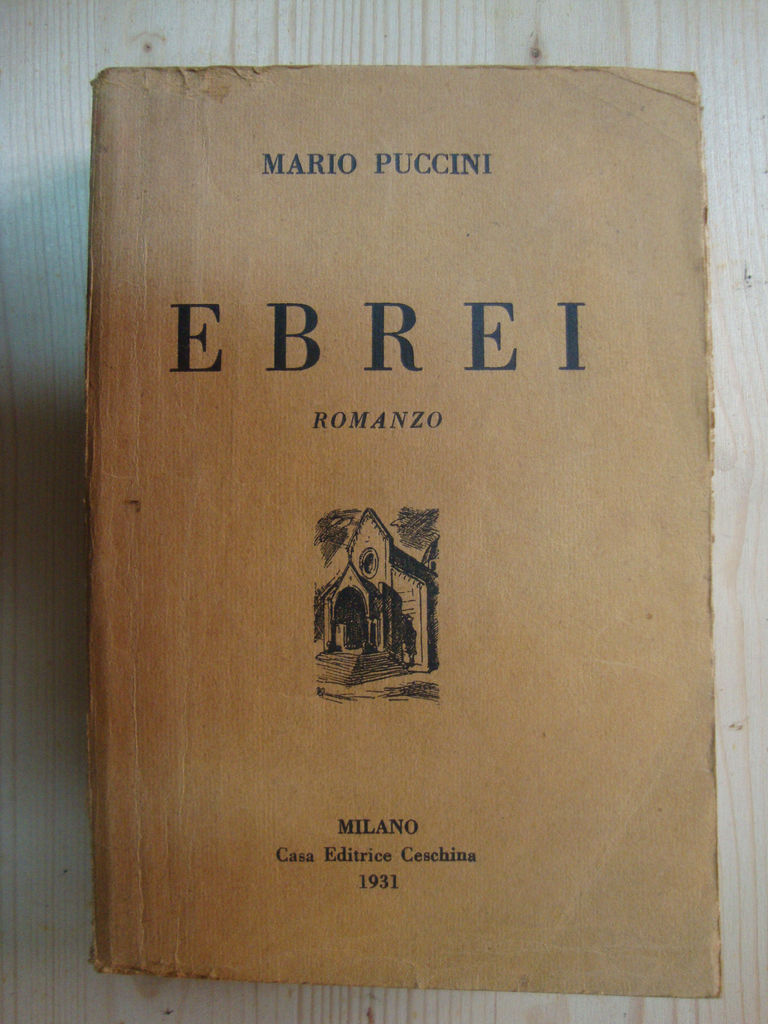 MARIO PUCCINI
EBREI
ROMANZO
MILANO
Casa Editrice Ceschina
1931